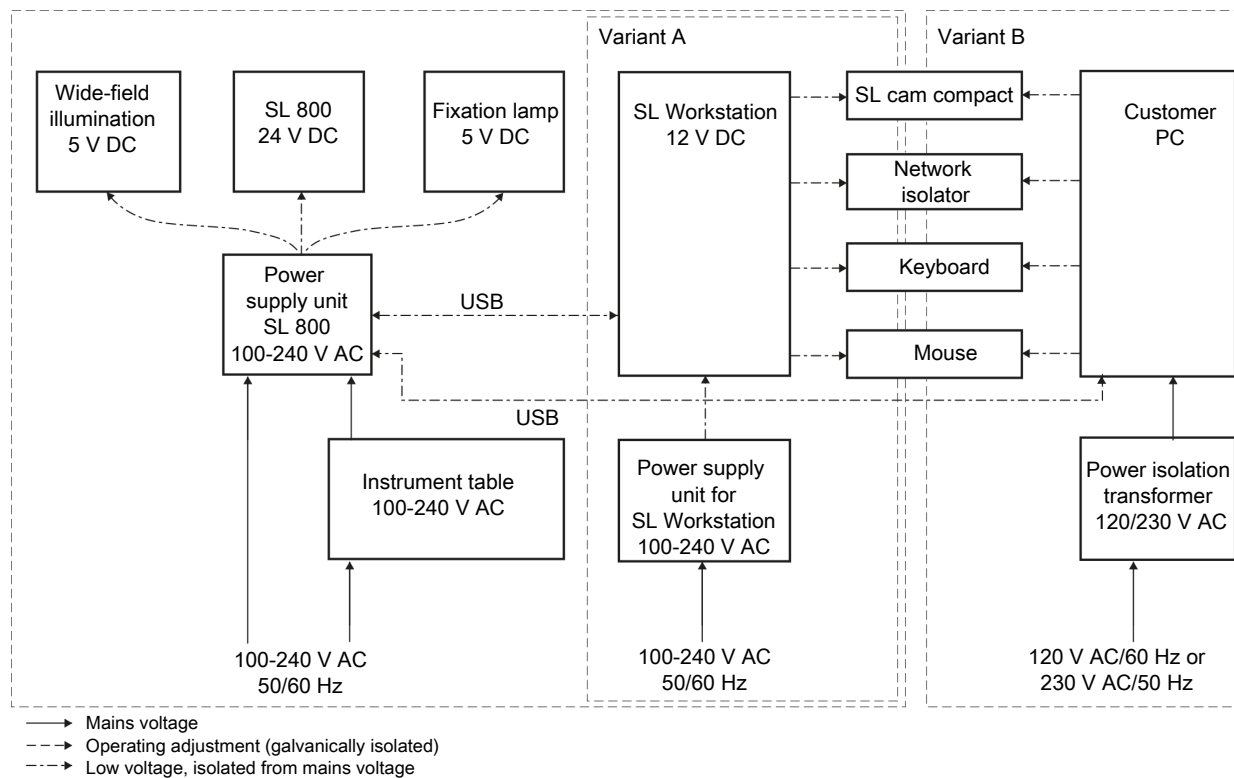 Variant A
Variant B
Wide-field
illumination
5 V DC
SL 800
24 V DC
Fixation lamp
5 V DC
SL Workstation
12 V DC
SL cam compact
Customer
PC
Network
isolator
Keyboard
Mouse
Power
supply unit
SL 800
100-240 V AC
USB
USB
Instrument table
100-240 V AC
Power supply
unit for
SL Workstation
100-240 V AC
Power isolation
transformer
120/230 V AC
100-240 V AC
50/60 Hz
100-240 V AC
50/60 Hz
120 V AC/60 Hz or
230 V AC/50 Hz
Mains voltage
Operating adjustment (galvanically isolated)
Low voltage, isolated from mains voltage